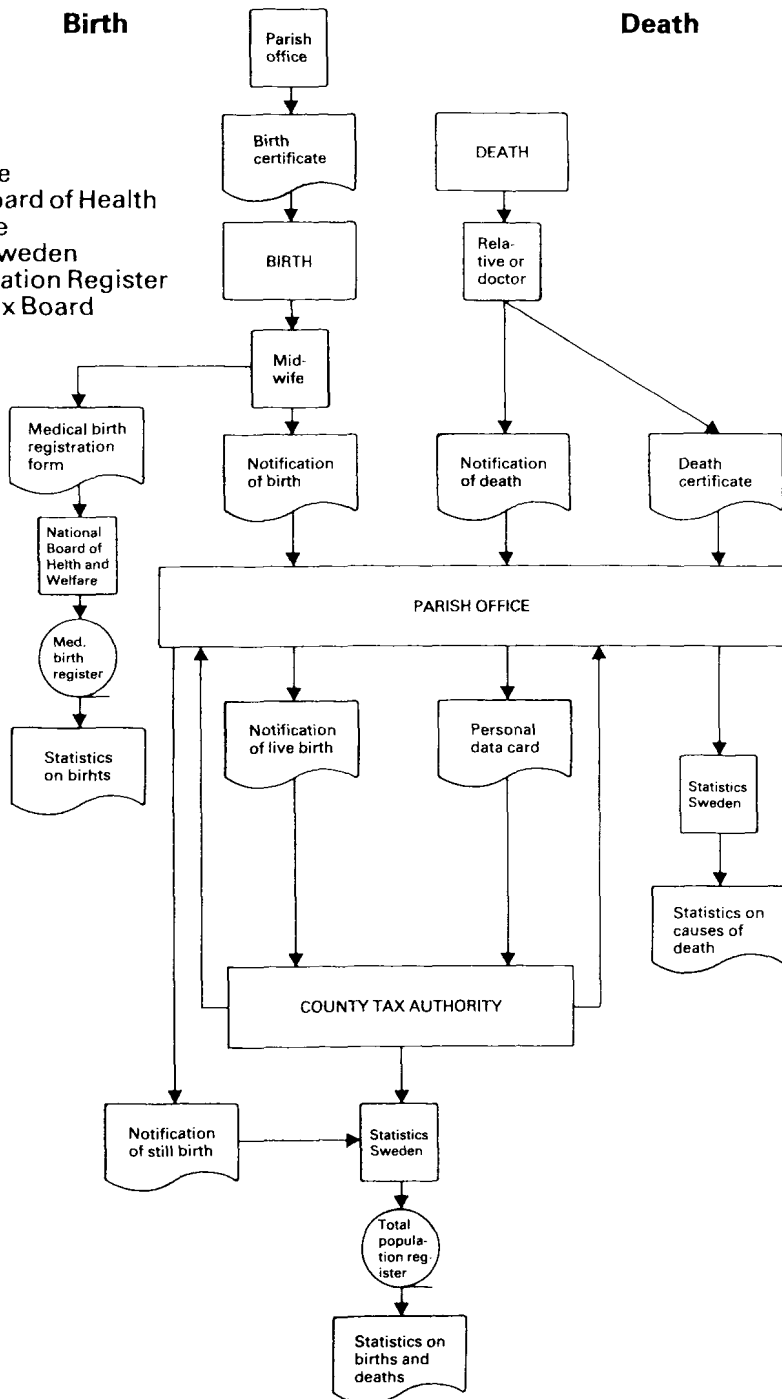 Birth
Death
Parish
office
Birth
certificate
DEATH
e
oard of Health
e
Sweden
ation Register
x Board
BIRTH
Rela-
tive or
doctor
Mid-
wife
Medical birth
registration
form
Notification
of birth
Notification
of death
Death
certificate
National
Board of
Helth and
Welfare
PARISH OFFICE
Med.
birth
register
Notification
of live birth
Personal
data card
Statistics
on birhts
Statistics
Sweden
Statistics on
causes of
death
COUNTY TAX AUTHORITY
Notification
of still birth
Statistics
Sweden
Total
popula-
tion reg-
ister
Statistics on
births and
deaths